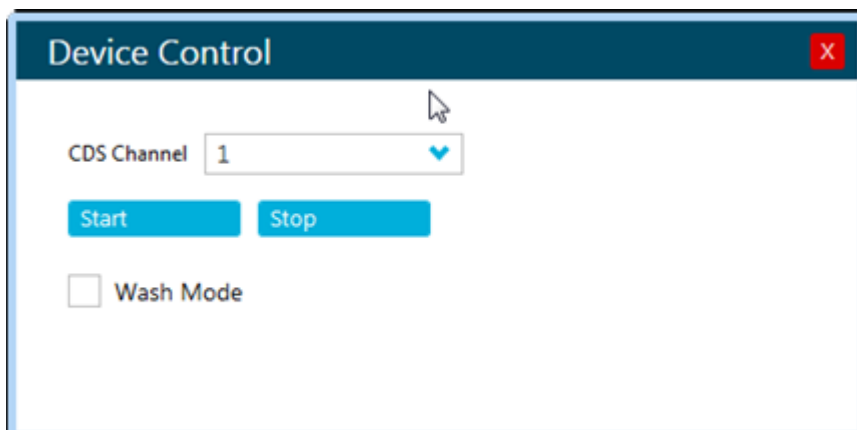 Device Control
X
CDS Channel 1
Start Stop
Wash Mode